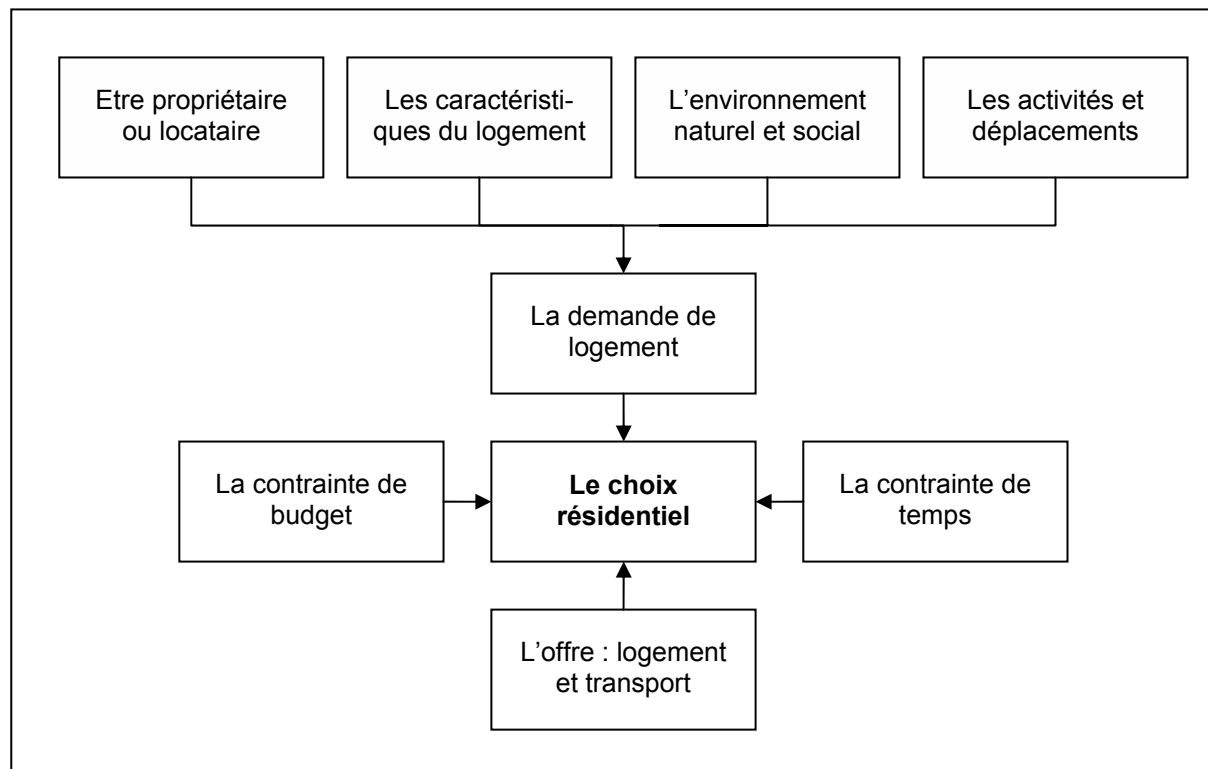 Etre propriétaire
ou locataire
Les caractéristi-
ques du logement
L’environnement
naturel et social
Les activités et
déplacements
La demande de
logement
La contrainte de
budget
Le choix
résidentiel
La contrainte de
temps
L’offre : logement
et transport